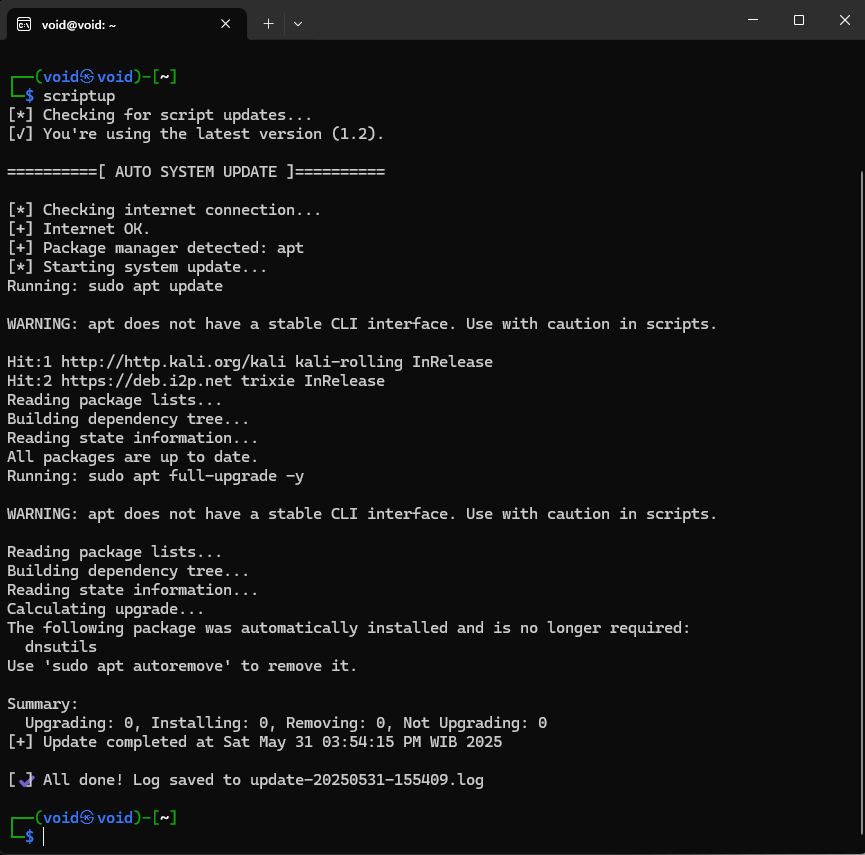 void@void: ~
┌──(void㉿void)-[~]
└─$ scriptup
[*] Checking for script updates...
[√] You're using the latest version (1.2).
==========[ AUTO SYSTEM UPDATE ]==========
[*] Checking internet connection...
[+] Internet OK.
[+] Package manager detected: apt
[*] Starting system update...
Running: sudo apt update
WARNING: apt does not have a stable CLI interface. Use with caution in scripts.
Hit:1 http://http.kali.org/kali kali-rolling InRelease
Hit:2 https://deb.i2p.net trixie InRelease
Reading package lists...
Building dependency tree...
Reading state information...
All packages are up to date.
Running: sudo apt full-upgrade -y
WARNING: apt does not have a stable CLI interface. Use with caution in scripts.
Reading package lists...
Building dependency tree...
Reading state information...
Calculating upgrade...
The following package was automatically installed and is no longer required:
  dnsutils
Use 'sudo apt autoremove' to remove it.
Summary:
  Upgrading: 0, Installing: 0, Removing: 0, Not Upgrading: 0
[+] Update completed at Sat May 31 03:54:15 PM WIB 2025
[✔] All done! Log saved to update-20250531-155409.log
┌──(void㉿void)-[~]
└─$